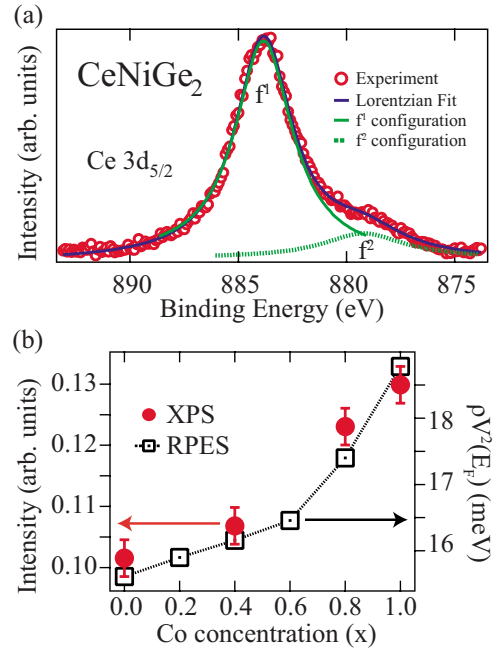 (a)
CeNiGe₂
Ce 3d₅/₂
f¹
f²
Experiment
Lorentzian Fit
f¹ configuration
f² configuration
Intensity (arb. units)
890 885 880 875
Binding Energy (eV)
(b)
XPS
RPES
Intensity (arb. units)
0.13
0.12
0.11
0.10
ρV²(E_F) (meV)
18
17
16
0.0 0.2 0.4 0.6 0.8 1.0
Co concentration (x)